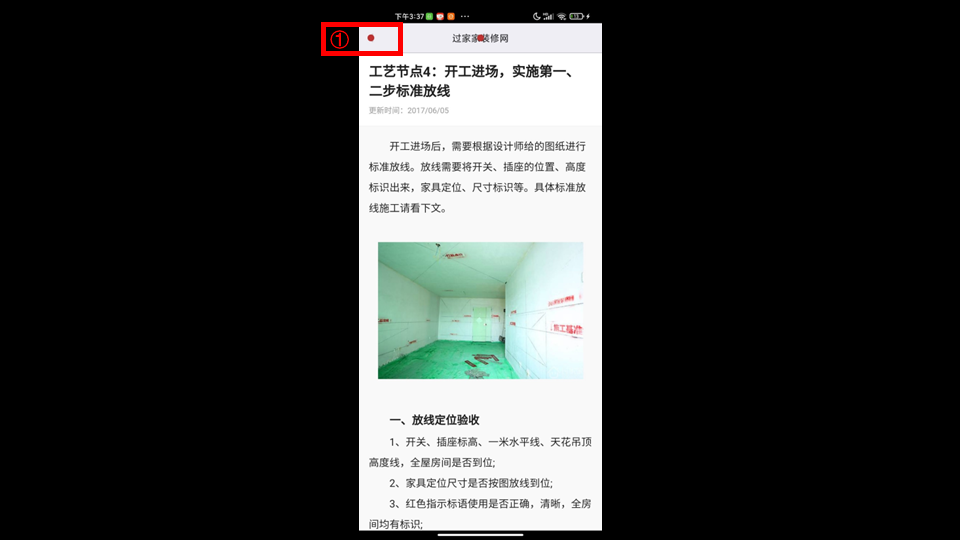 下午3:37
①
过家家装修网
工艺节点4：开工进场，实施第一、
二步标准放线
更新时间：2017/06/05
开工进场后，需要根据设计师给的图纸进行
标准放线。放线需要将开关、插座的位置、高度
标识出来，家具定位、尺寸标识等。具体标准放
线施工请看下文。
一、放线定位验收
1、开关、插座标高、一米水平线、天花吊顶
高度线，全屋房间是否到位;
2、家具定位尺寸是否按图放线到位;
3、红色指示标语使用是否正确，清晰，全房
间均有标识;